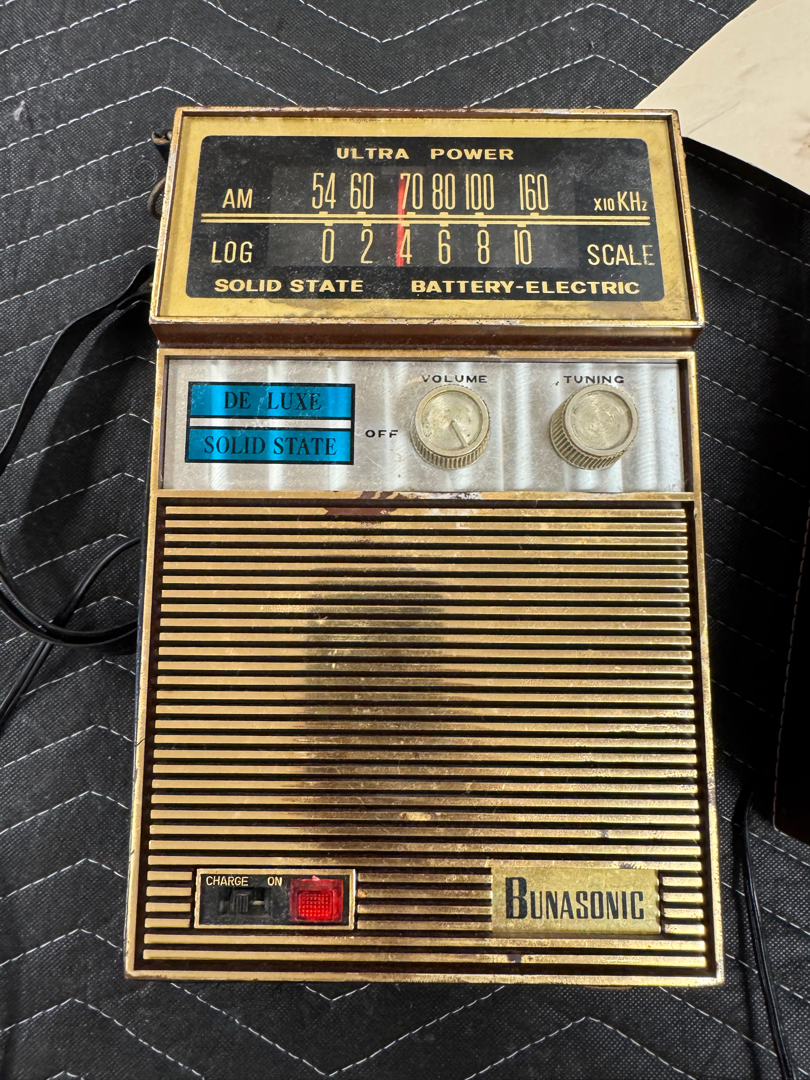 ULTRA POWER
AM 54 60 70 80 100 160 X10 KHz
LOG 0 2 4 6 8 10 SCALE
SOLID STATE BATTERY-ELECTRIC
VOLUME TUNING
DE LUXE
OFF
SOLID STATE
CHARGE ON
BUNASONIC